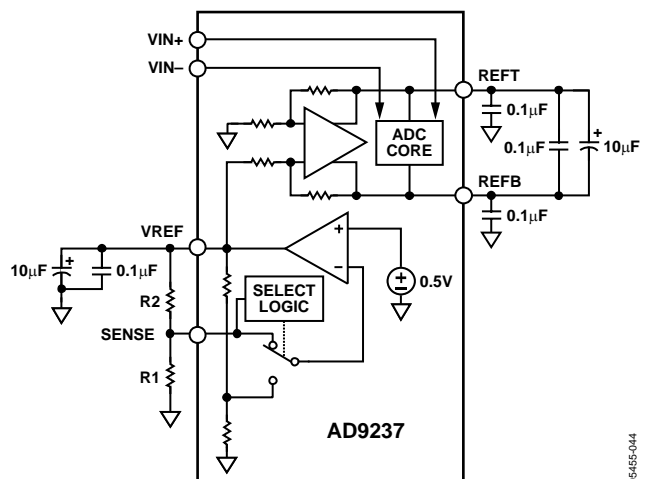 VIN+
VIN–
REFT
0.1µF
ADC
CORE
0.1µF
+
10µF
REFB
0.1µF
VREF
10µF
+
0.1µF
+
–
0.5V
R2
SELECT
LOGIC
SENSE
R1
AD9237
05455-044